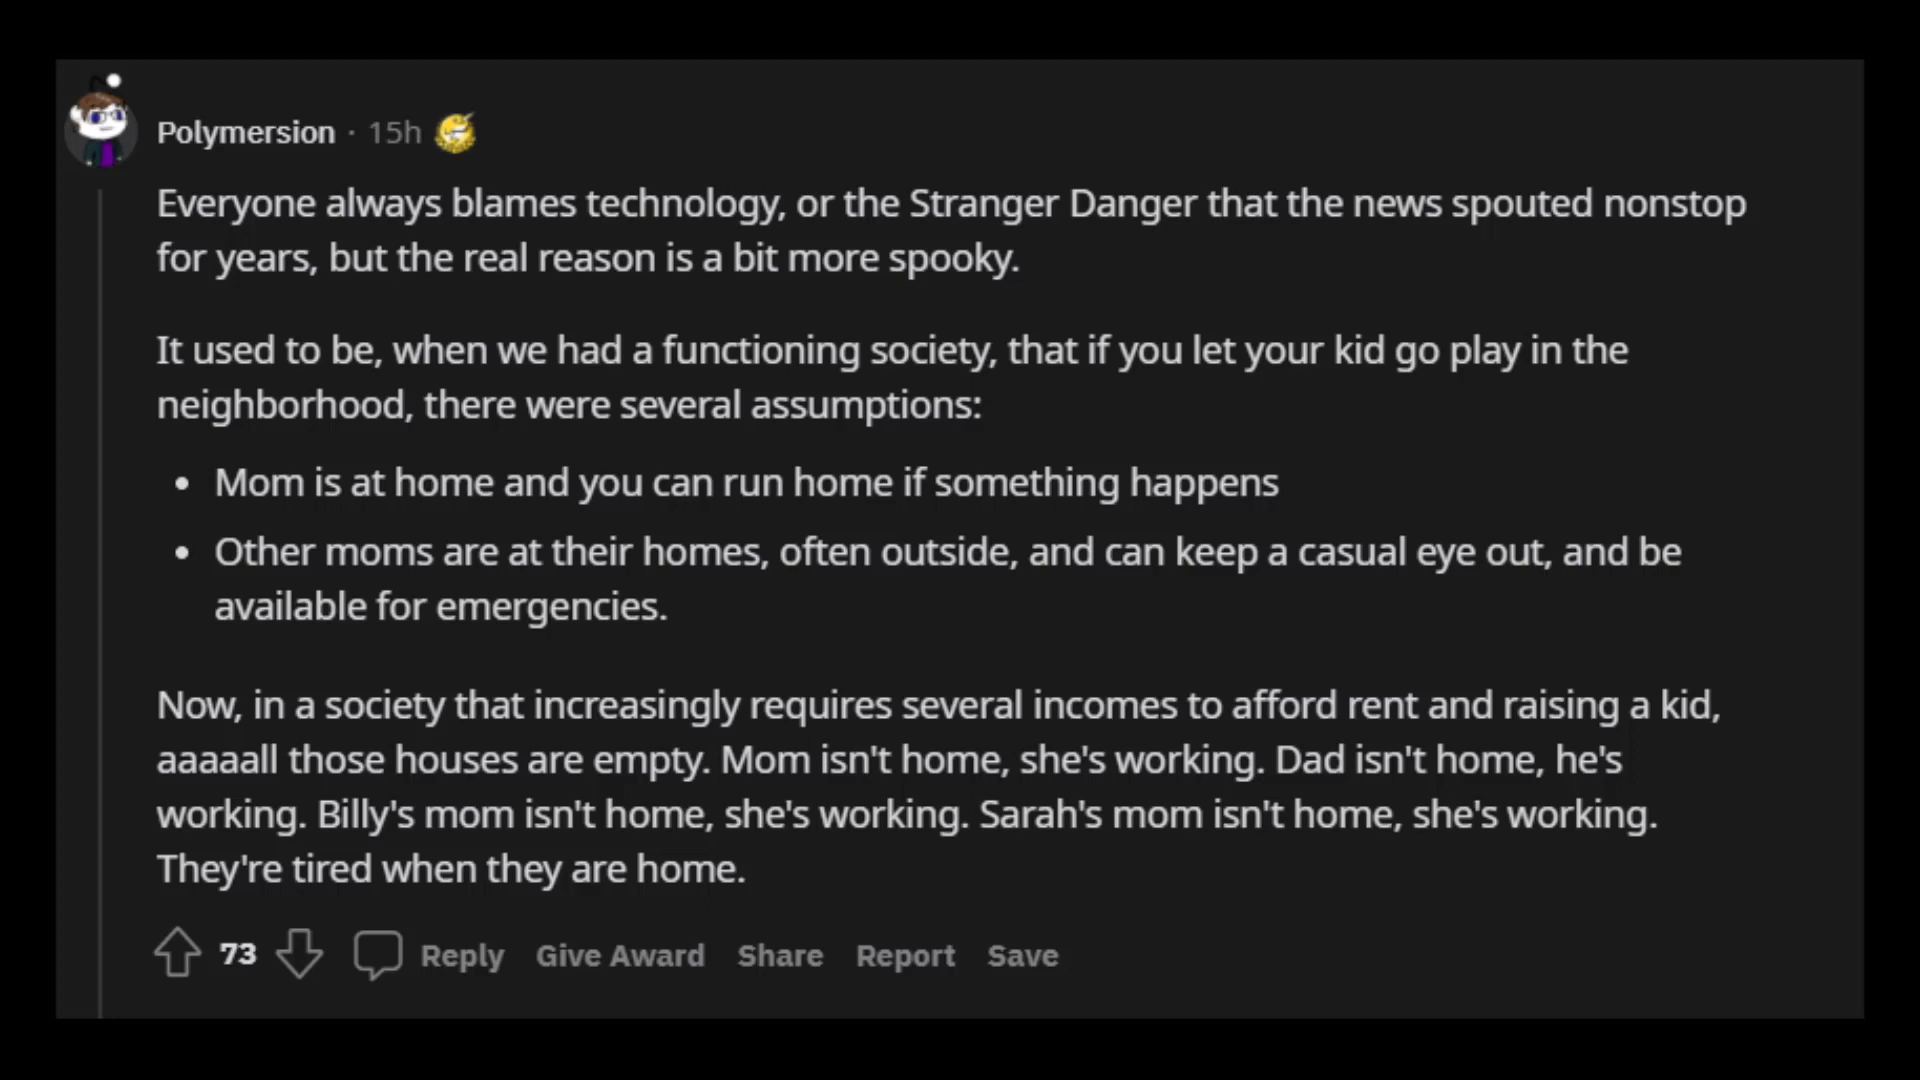 Polymersion · 15h
Everyone always blames technology, or the Stranger Danger that the news spouted nonstop
for years, but the real reason is a bit more spooky.
It used to be, when we had a functioning society, that if you let your kid go play in the
neighborhood, there were several assumptions:
• Mom is at home and you can run home if something happens
• Other moms are at their homes, often outside, and can keep a casual eye out, and be
available for emergencies.
Now, in a society that increasingly requires several incomes to afford rent and raising a kid,
aaaaall those houses are empty. Mom isn't home, she's working. Dad isn't home, he's
working. Billy's mom isn't home, she's working. Sarah's mom isn't home, she's working.
They're tired when they are home.
73 Reply Give Award Share Report Save